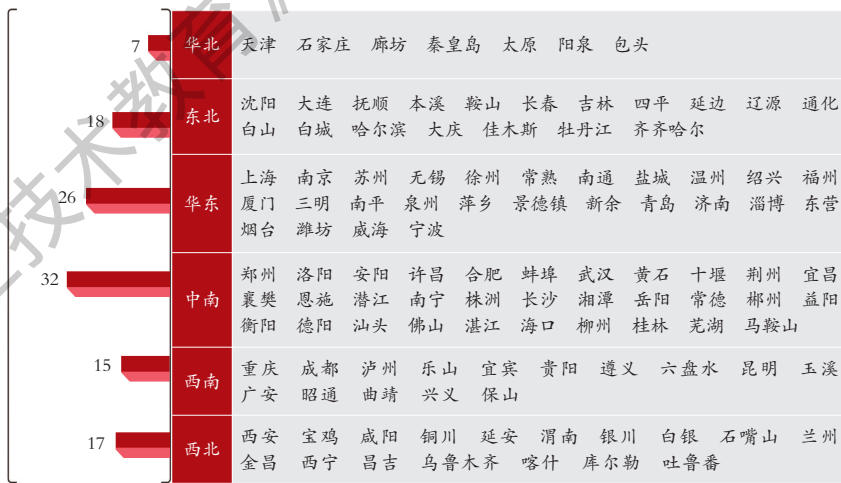 7 华北 天津 石家庄 廊坊 秦皇岛 太原 阳泉 包头
18 东北 沈阳 大连 抚顺 本溪 鞍山 长春 吉林 四平 延边 辽源 通化
白山 白城 哈尔滨 大庆 佳木斯 牡丹江 齐齐哈尔
26 华东 上海 南京 苏州 无锡 徐州 常熟 南通 盐城 温州 绍兴 福州
厦门 三明 南平 泉州 萍乡 景德镇 新余 青岛 济南 淄博 东营
烟台 潍坊 威海 宁波
32 中南 郑州 洛阳 安阳 许昌 合肥 蚌埠 武汉 黄石 十堰 荆州 宜昌
襄樊 恩施 潜江 南宁 株洲 长沙 湘潭 岳阳 常德 郴州 益阳
衡阳 德阳 汕头 佛山 湛江 海口 柳州 桂林 芜湖 马鞍山
15 西南 重庆 成都 泸州 乐山 宜宾 贵阳 遵义 六盘水 昆明 玉溪
广安 昭通 曲靖 兴义 保山
17 西北 西安 宝鸡 咸阳 铜川 延安 渭南 银川 白银 石嘴山 兰州
金昌 西宁 昌吉 乌鲁木齐 喀什 库尔勒 吐鲁番
技术教育